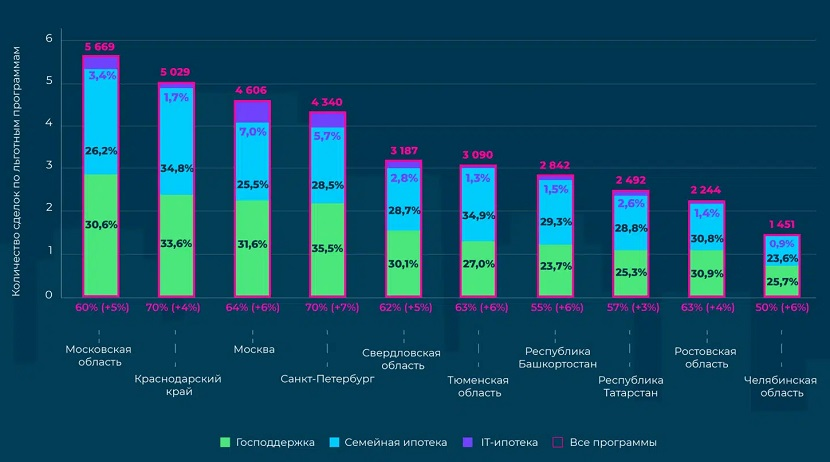 Количество сделок по льготным программам
6
5
4
3
2
1
0
5 669
3,4%
26,2%
30,6%
60% (+5%)
Московская
область
5 029
1,7%
34,8%
33,6%
70% (+4%)
Краснодарский
край
4 606
7,0%
25,5%
31,6%
64% (+6%)
Москва
4 340
5,7%
28,5%
35,5%
70% (+7%)
Санкт-Петербург
3 187
2,8%
28,7%
30,1%
62% (+5%)
Свердловская
область
3 090
1,3%
34,9%
27,0%
63% (+6%)
Тюменская
область
2 842
1,5%
29,3%
23,7%
55% (+6%)
Республика
Башкортостан
2 492
2,6%
28,8%
25,3%
57% (+3%)
Республика
Татарстан
2 244
1,4%
30,8%
30,9%
63% (+4%)
Ростовская
область
1 451
0,9%
23,6%
25,7%
50% (+6%)
Челябинская
область
Господдержка
Семейная ипотека
IT-ипотека
Все программы